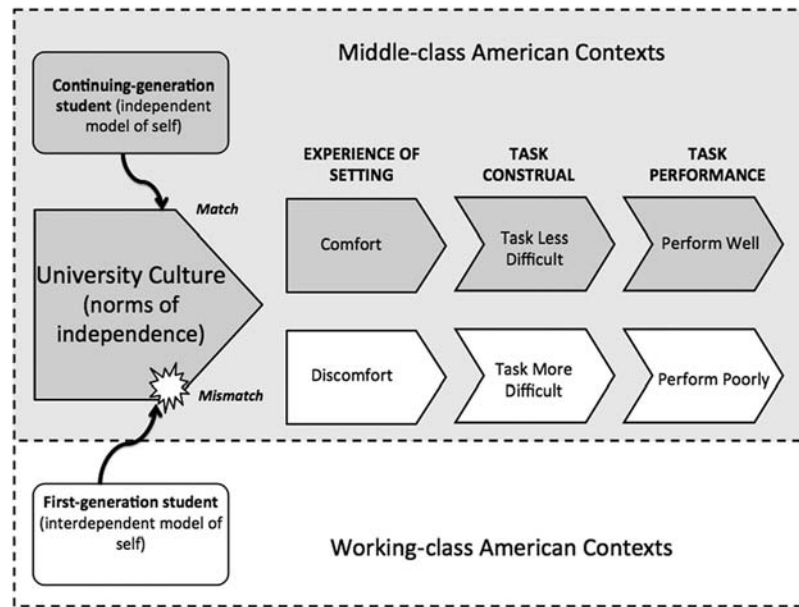 Middle-class American Contexts
Continuing-generation
student (independent
model of self)
EXPERIENCE OF
SETTING
TASK
CONSTRUAL
TASK
PERFORMANCE
Match
University Culture
(norms of
independence)
Comfort
Task Less
Difficult
Perform Well
Mismatch
Discomfort
Task More
Difficult
Perform Poorly
First-generation student
(interdependent model of
self)
Working-class American Contexts